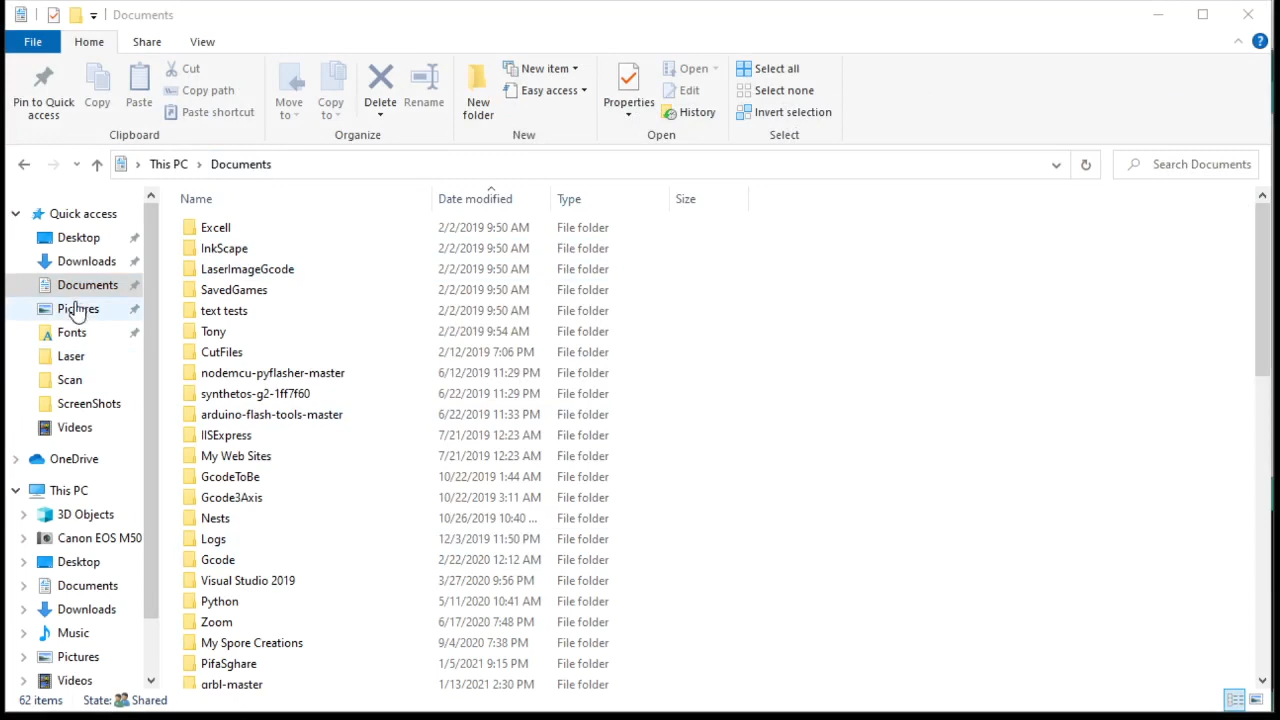 Documents
File Home Share View
Pin to Quick access
Copy
Paste
Cut
Copy path
Paste shortcut
Clipboard
Move to
Copy to
Delete
Rename
Organize
New folder
New item
Easy access
New
Properties
Open
Edit
History
Open
Select all
Select none
Invert selection
Select
This PC > Documents
Search Documents
Name Date modified Type Size
Quick access
Desktop
Downloads
Documents
Pictures
Fonts
Laser
Scan
ScreenShots
Videos
OneDrive
This PC
3D Objects
Canon EOS M50
Desktop
Documents
Downloads
Music
Pictures
Videos
Excell 2/2/2019 9:50 AM File folder
InkScape 2/2/2019 9:50 AM File folder
LaserImageGcode 2/2/2019 9:50 AM File folder
SavedGames 2/2/2019 9:50 AM File folder
text tests 2/2/2019 9:50 AM File folder
Tony 2/2/2019 9:54 AM File folder
CutFiles 2/12/2019 7:06 PM File folder
nodemcu-pyflasher-master 6/12/2019 11:29 PM File folder
synthetos-g2-1ff7f60 6/22/2019 11:29 PM File folder
arduino-flash-tools-master 6/22/2019 11:33 PM File folder
IISExpress 7/21/2019 12:23 AM File folder
My Web Sites 7/21/2019 12:23 AM File folder
GcodeToBe 10/22/2019 1:44 AM File folder
Gcode3Axis 10/22/2019 3:11 AM File folder
Nests 10/26/2019 10:40 ... File folder
Logs 12/3/2019 11:50 PM File folder
Gcode 2/22/2020 12:12 AM File folder
Visual Studio 2019 3/27/2020 9:56 PM File folder
Python 5/11/2020 10:41 AM File folder
Zoom 6/17/2020 7:48 PM File folder
My Spore Creations 9/4/2020 7:38 PM File folder
PifaSghare 1/5/2021 9:15 PM File folder
grbl-master 1/13/2021 2:30 PM File folder
62 items State: Shared